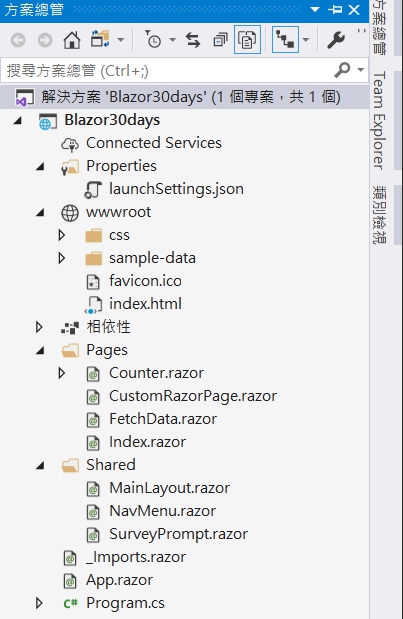 方案總管
搜尋方案總管 (Ctrl+;)
解決方案 'Blazor30days' (1 個專案，共 1 個)
Blazor30days
Connected Services
Properties
launchSettings.json
wwwroot
css
sample-data
favicon.ico
index.html
相依性
Pages
Counter.razor
CustomRazorPage.razor
FetchData.razor
Index.razor
Shared
MainLayout.razor
NavMenu.razor
SurveyPrompt.razor
_Imports.razor
App.razor
C# Program.cs
方案總管
Team Explorer
類別檢視